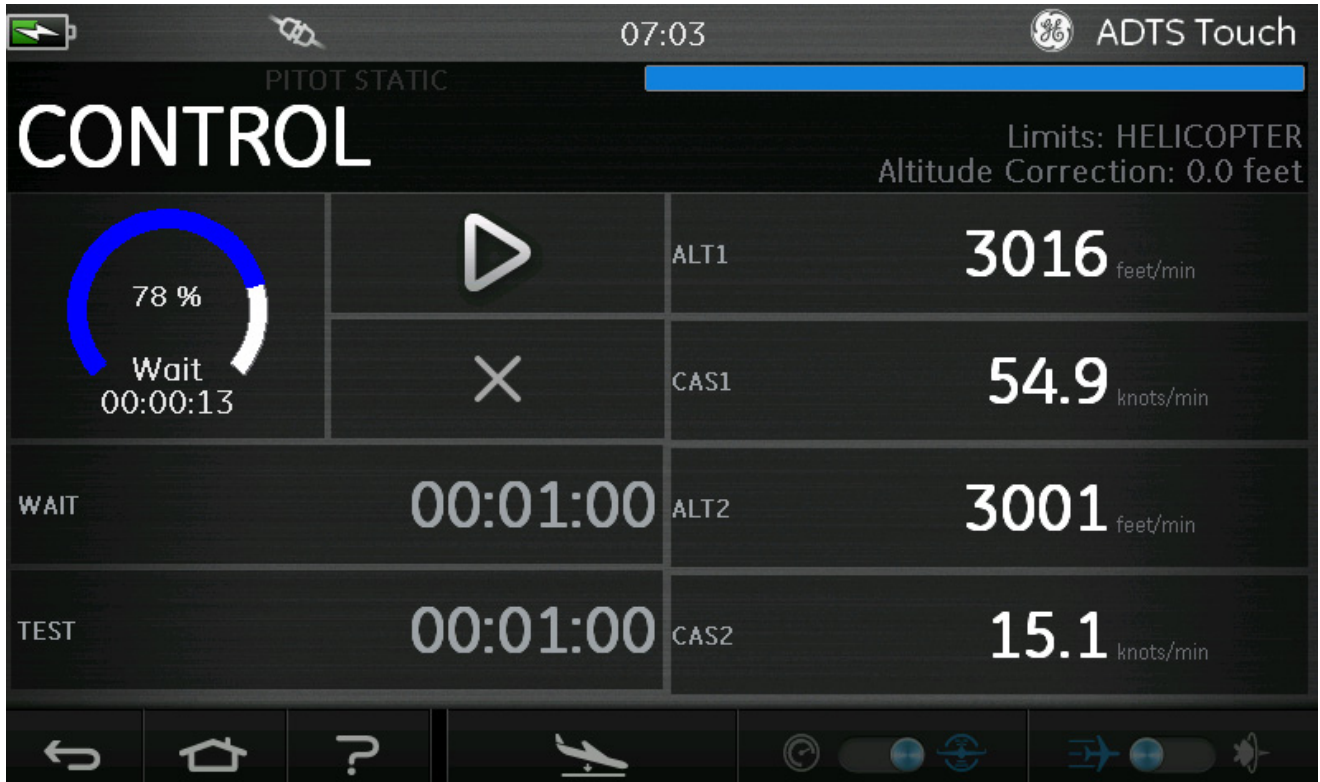 07:03
ADTS Touch
PITOT STATIC
CONTROL
Limits: HELICOPTER
Altitude Correction: 0.0 feet
78 %
Wait
00:00:13
ALT1 3016 feet/min
CAS1 54.9 knots/min
WAIT 00:01:00
ALT2 3001 feet/min
TEST 00:01:00
CAS2 15.1 knots/min